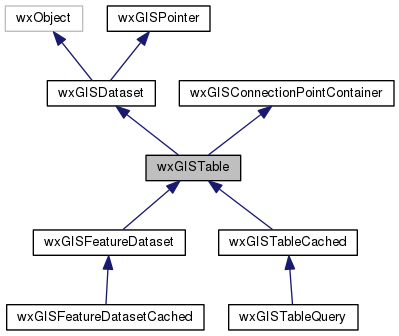 wxObject
wxGISPointer
wxGISDataset
wxGISConnectionPointContainer
wxGISTable
wxGISFeatureDataset
wxGISTableCached
wxGISFeatureDatasetCached
wxGISTableQuery